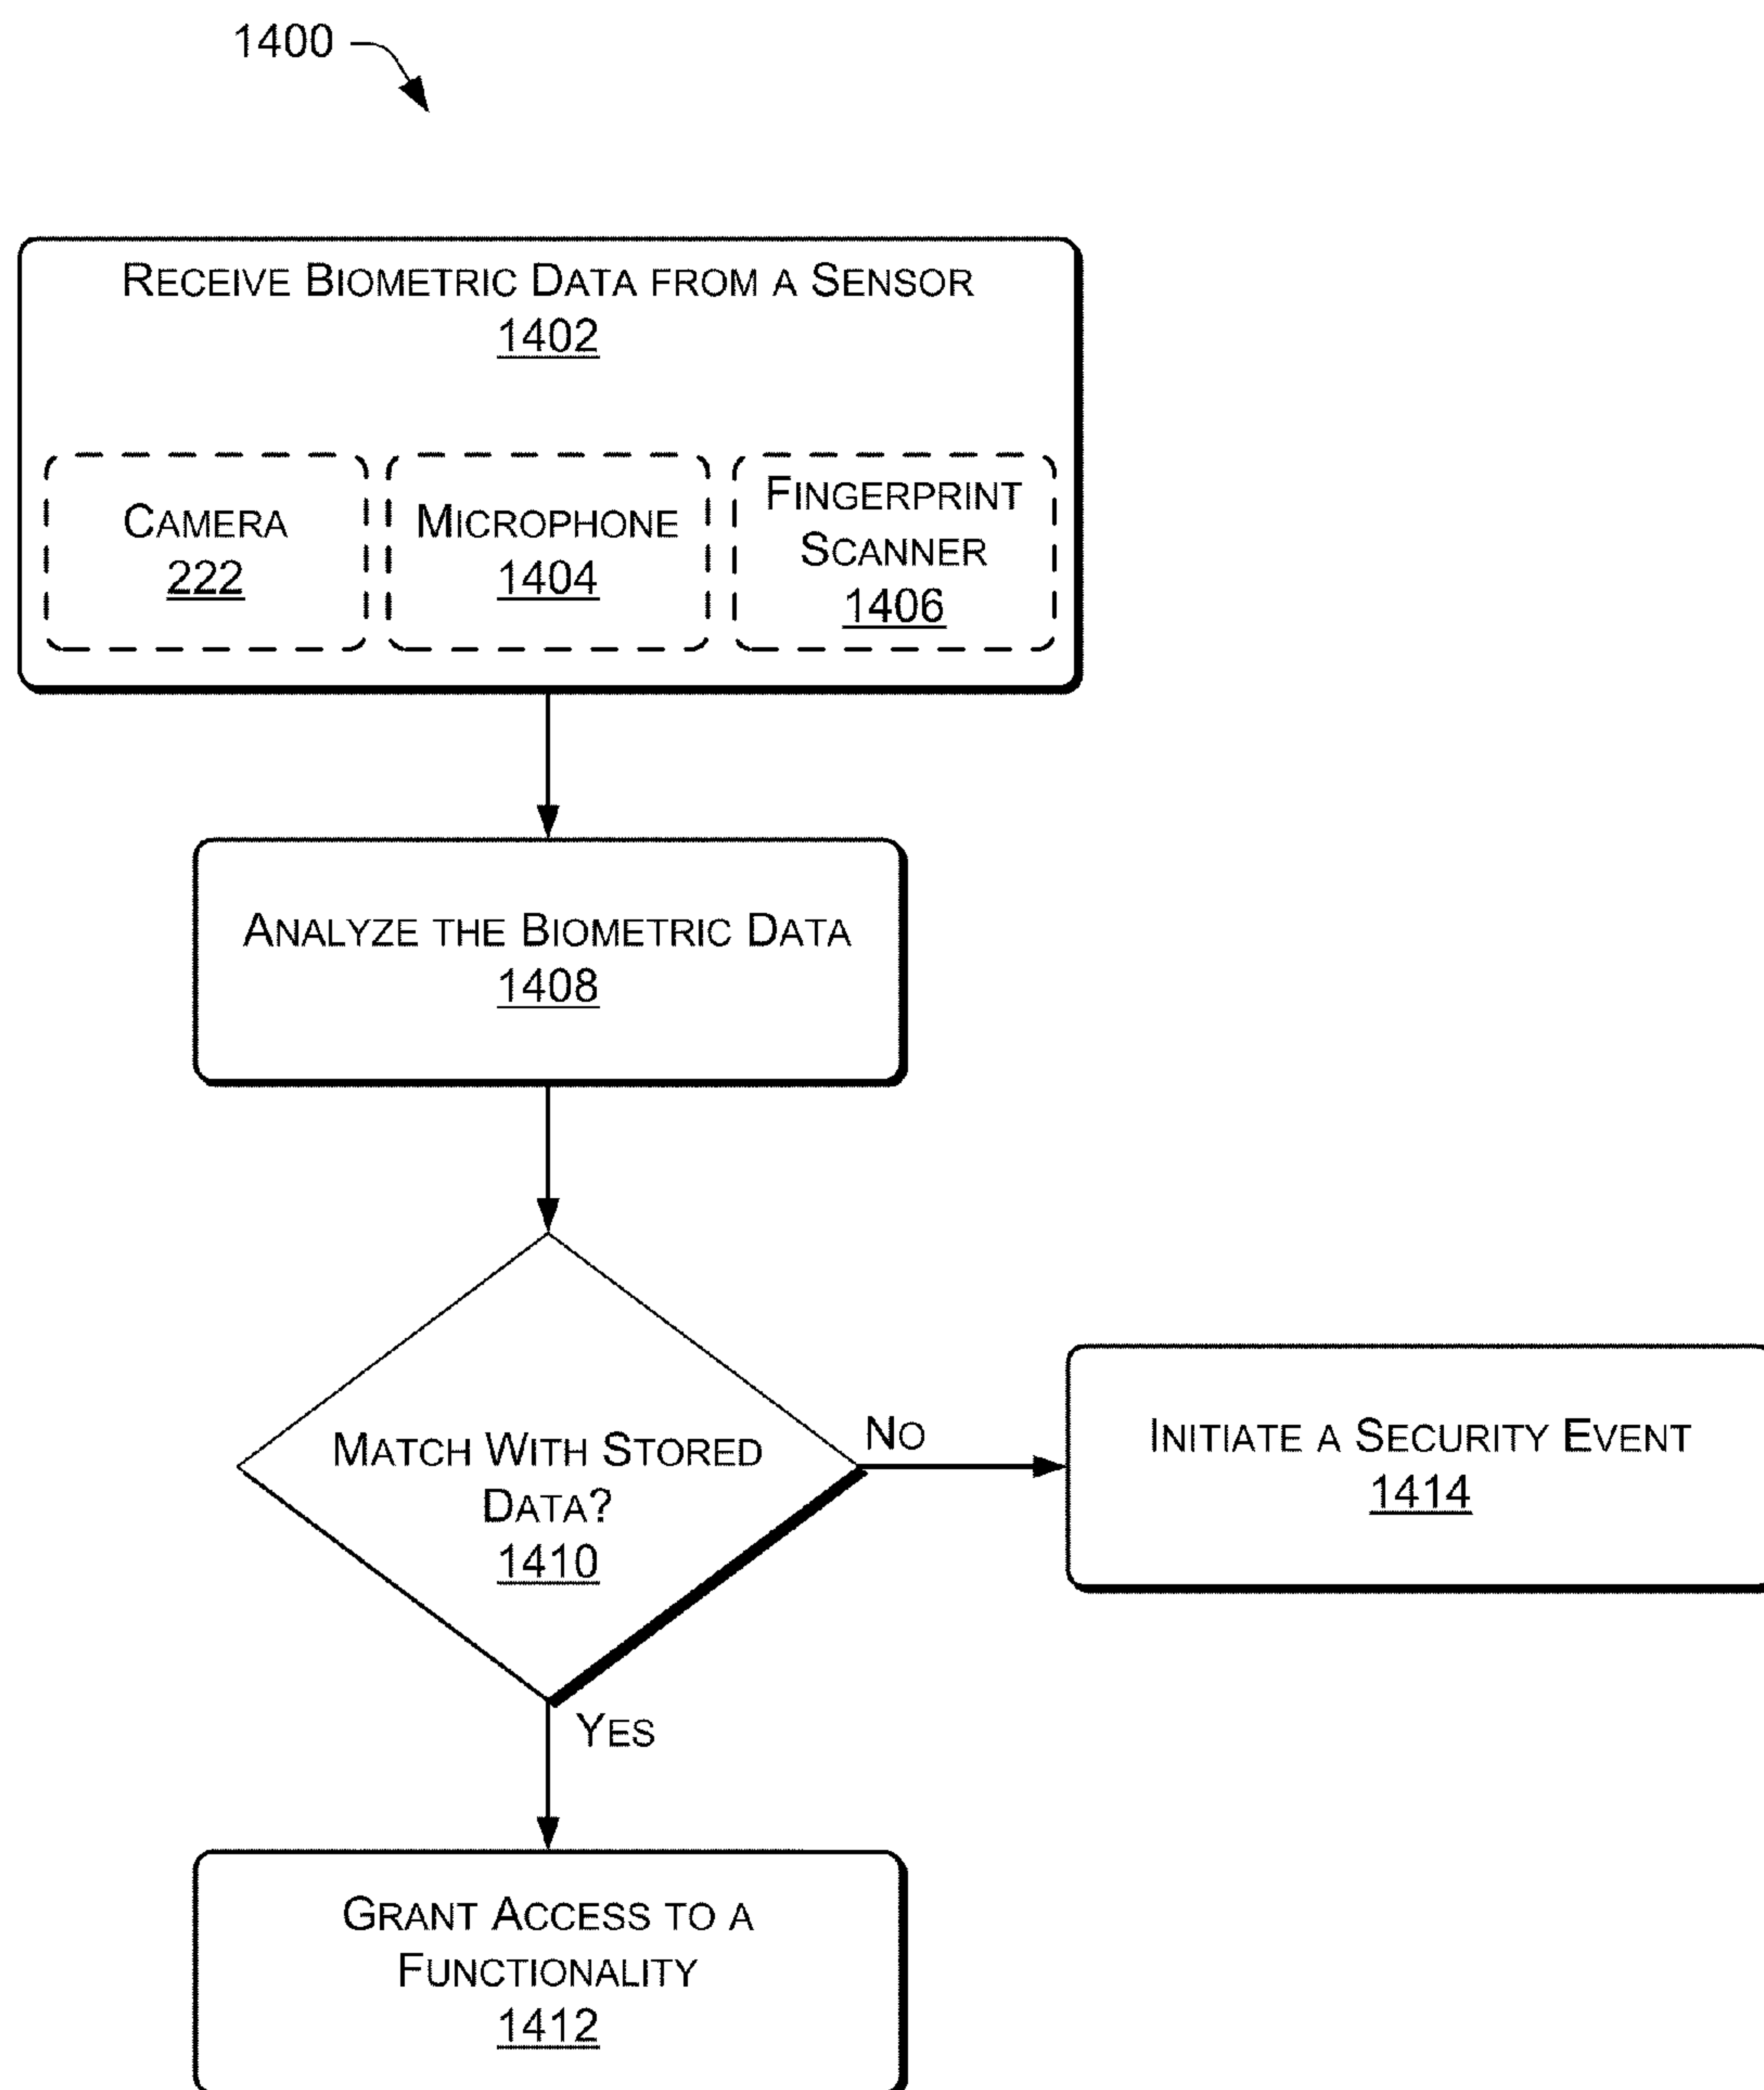 1400
RECEIVE BIOMETRIC DATA FROM A SENSOR
1402
CAMERA
222
MICROPHONE
1404
FINGERPRINT
SCANNER
1406
ANALYZE THE BIOMETRIC DATA
1408
MATCH WITH STORED
DATA?
1410
NO
INITIATE A SECURITY EVENT
1414
YES
GRANT ACCESS TO A
FUNCTIONALITY
1412